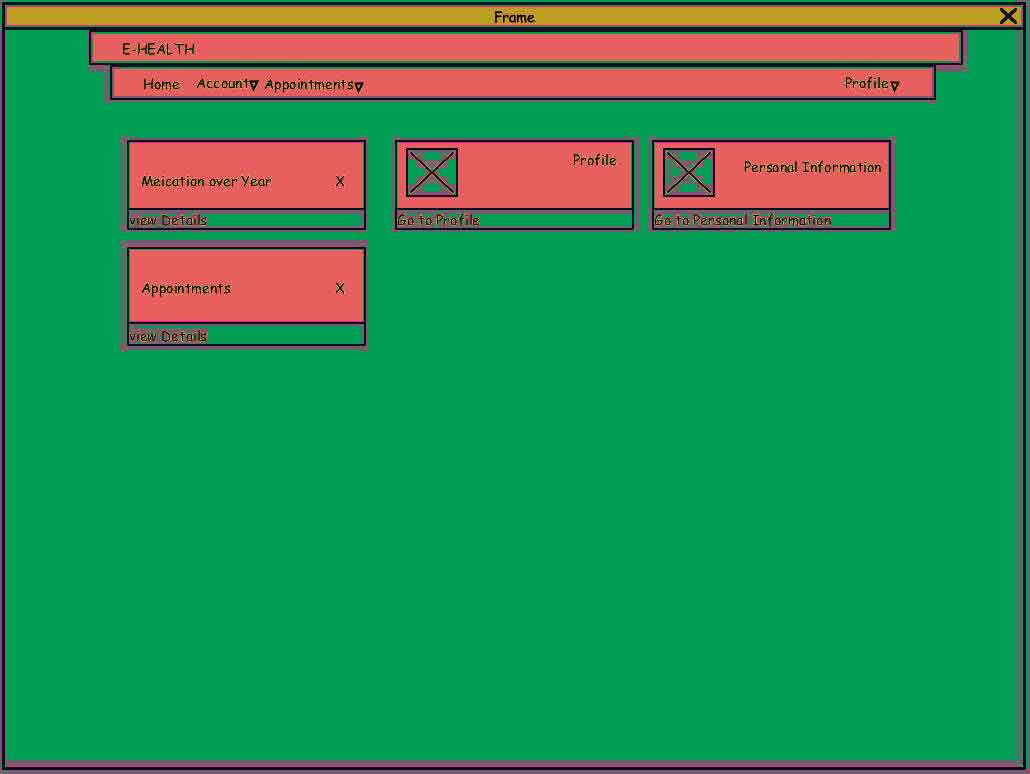 Frame
E-HEALTH
Home Account Appointments Profile
Meication over Year X
view Details
Profile
Go to Profile
Personal Information
Go to Personal Information
Appointments X
view Details